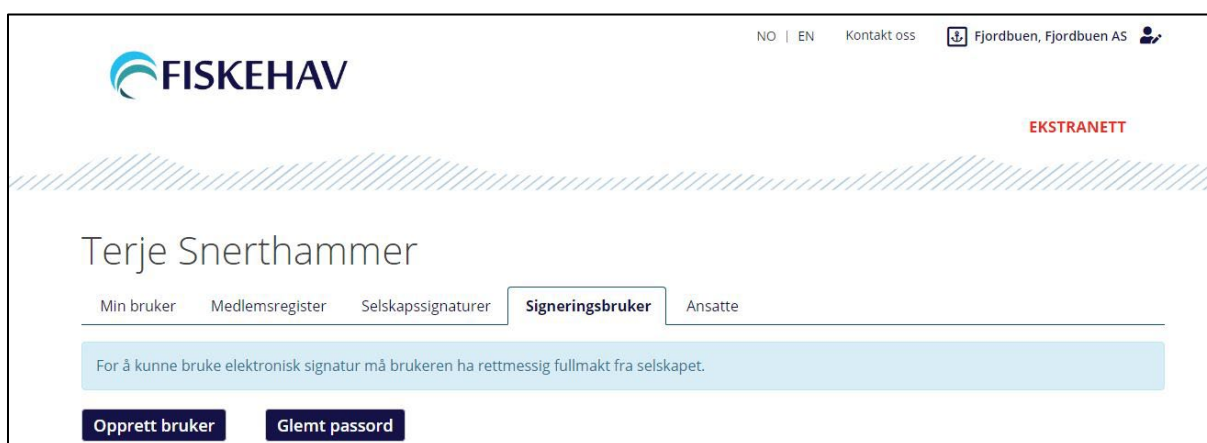 NO | EN Kontakt oss Fjordbuen, Fjordbuen AS
FISKEHAV
EKSTRANETT
Terje Snerthammer
Min bruker Medlemsregister Selskapssignaturer Signeringsbruker Ansatte
For å kunne bruke elektronisk signatur må brukeren ha rettmessig fullmakt fra selskapet.
Opprett bruker Glemt passord